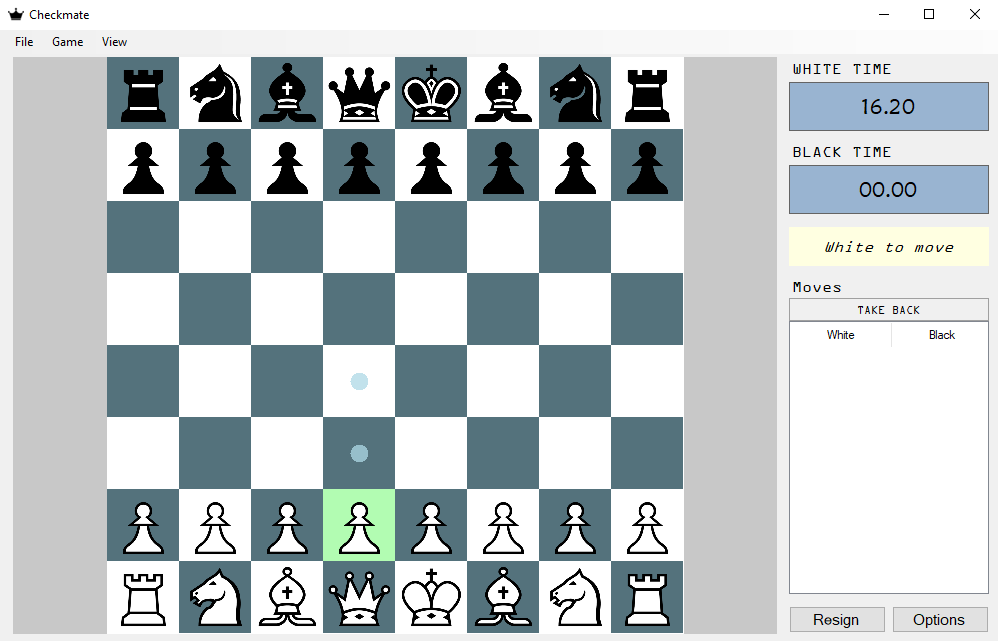 Checkmate
File Game View
WHITE TIME
16.20
BLACK TIME
00.00
White to move
Moves
TAKE BACK
White Black
Resign Options